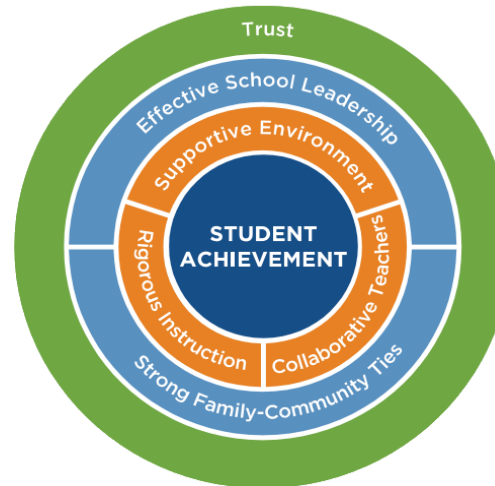 Trust
Effective School Leadership
Supportive Environment
STUDENT
ACHIEVEMENT
Rigorous Instruction
Collaborative Teachers
Strong Family-Community Ties